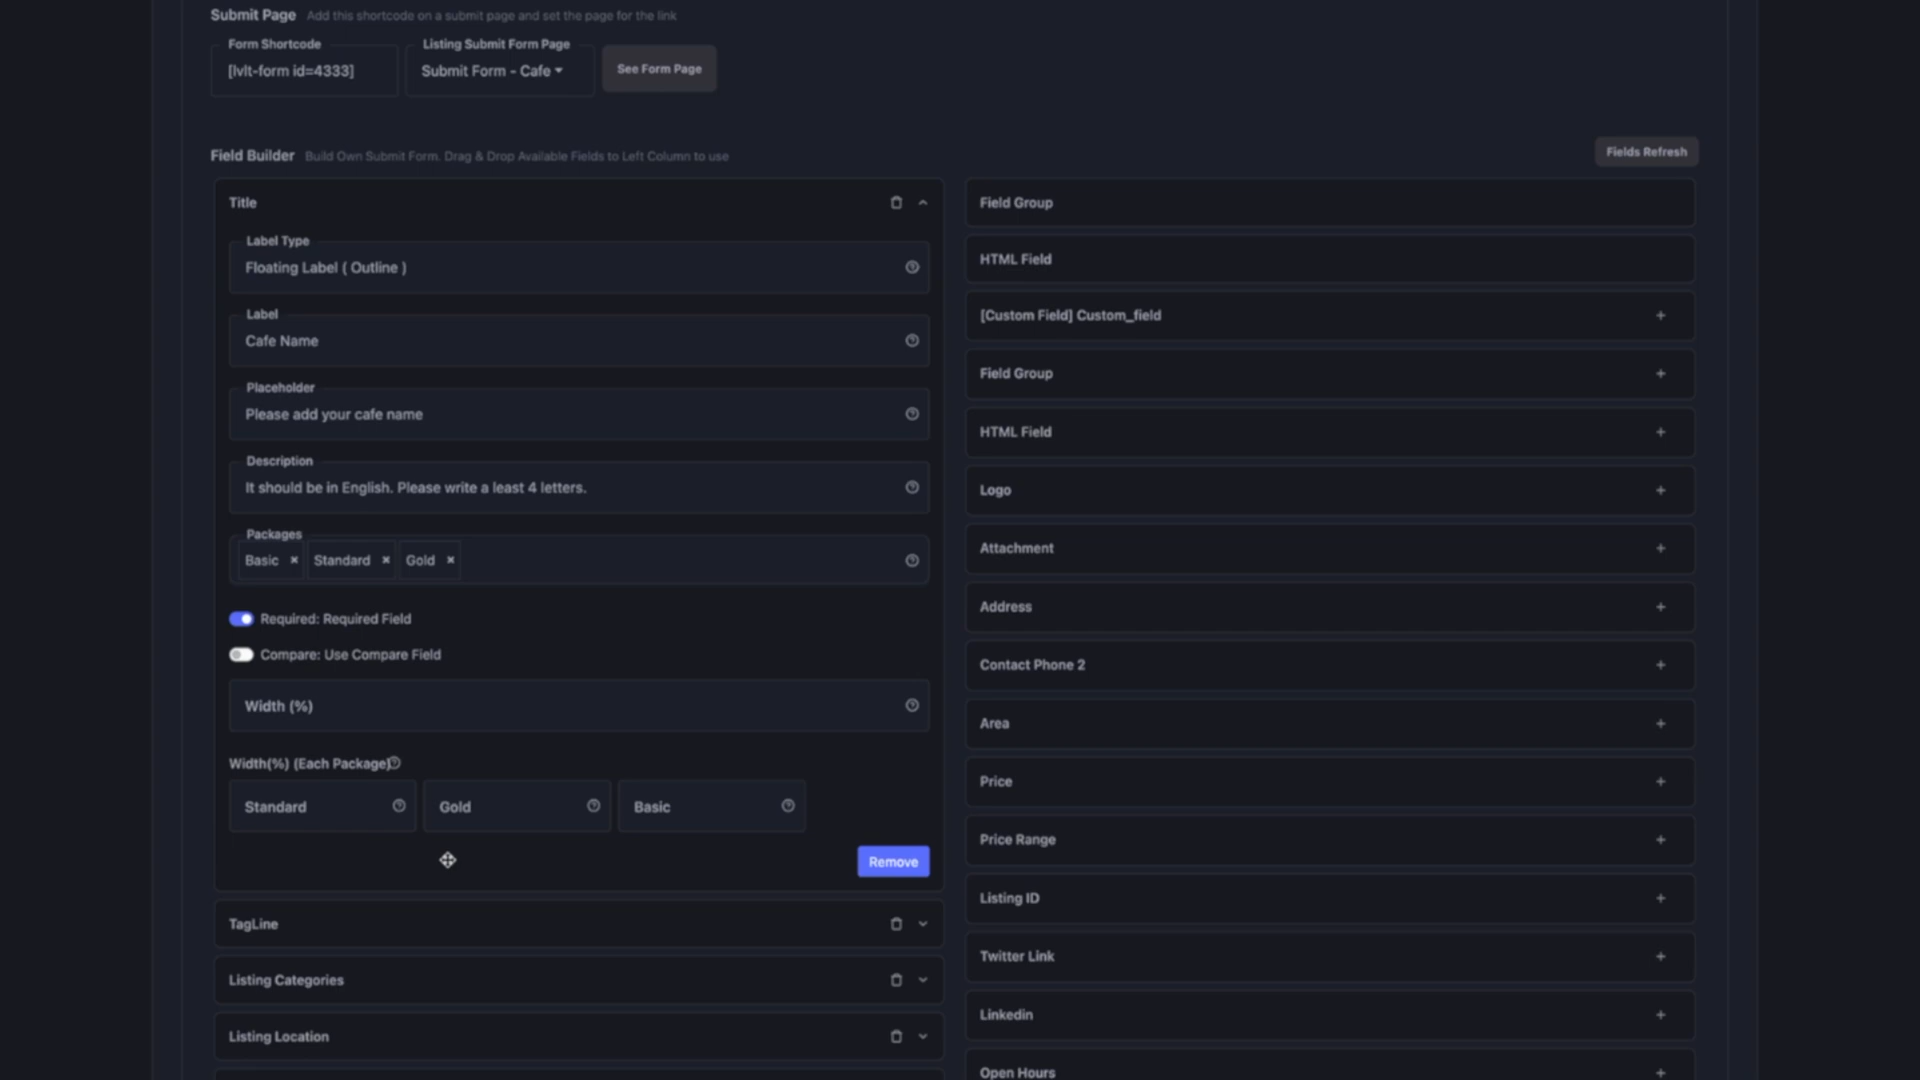 Submit Page Add this shortcode on a submit page and set the page for the link
Form Shortcode
[lvlt-form id=4333]
Listing Submit Form Page
Submit Form - Cafe
See Form Page
Field Builder Build Own Submit Form. Drag & Drop Available Fields to Left Column to use
Fields Refresh
Title
Label Type
Floating Label ( Outline )
Label
Cafe Name
Placeholder
Please add your cafe name
Description
It should be in English. Please write a least 4 letters.
Packages
Basic × Standard × Gold ×
Required: Required Field
Compare: Use Compare Field
Width (%)
Width(%) (Each Package)
Standard
Gold
Basic
Remove
TagLine
Listing Categories
Listing Location
Field Group
HTML Field
[Custom Field] Custom_field
Field Group
HTML Field
Logo
Attachment
Address
Contact Phone 2
Area
Price
Price Range
Listing ID
Twitter Link
Linkedin
Open Hours